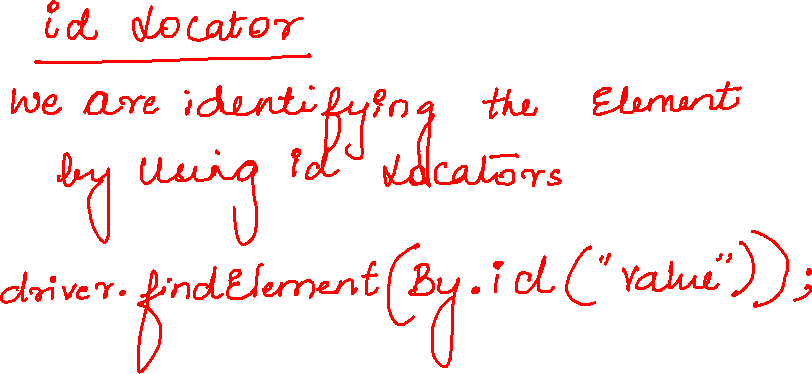 id Locator
We are identifying the Element
by Using id Locators
driver.findElement(By.id("value"));